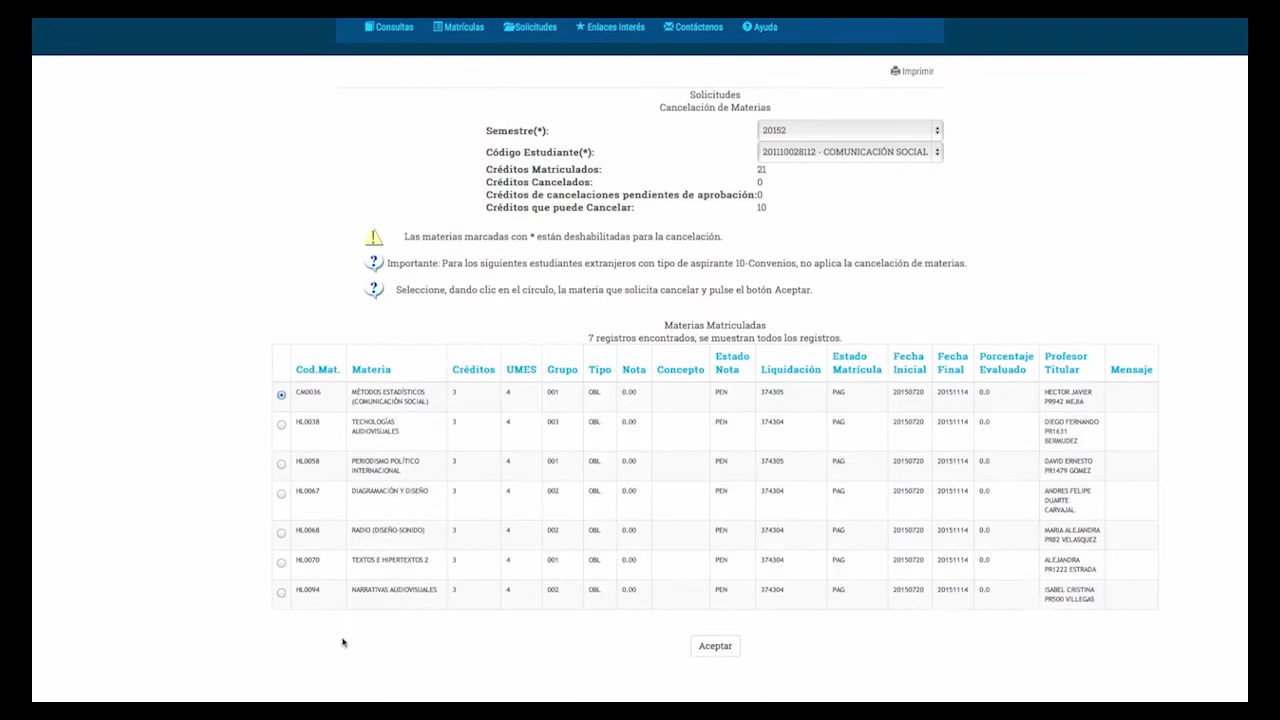 Consultas Matrículas Solicitudes Enlaces Interés Contáctenos Ayuda
Imprimir
Solicitudes
Cancelación de Materias
Semestre(*): 20152
Código Estudiante(*): 201110028112 - COMUNICACIÓN SOCIAL
Créditos Matriculados: 21
Créditos Cancelados: 0
Créditos de cancelaciones pendientes de aprobación:0
Créditos que puede Cancelar: 10
Las materias marcadas con * están deshabilitadas para la cancelación.
Importante: Para los siguientes estudiantes extranjeros con tipo de aspirante 10-Convenios, no aplica la cancelación de materias.
Seleccione, dando clic en el círculo, la materia que solicita cancelar y pulse el botón Aceptar.
Materias Matriculadas
7 registros encontrados, se muestran todos los registros.
Cod.Mat. Materia Créditos UMES Grupo Tipo Nota Concepto Estado Nota Liquidación Estado Matrícula Fecha Inicial Fecha Final Porcentaje Evaluado Profesor Titular Mensaje
CM0036 MÉTODOS ESTADÍSTICOS (COMUNICACIÓN SOCIAL) 3 4 001 OBL 0.00 PEN 374305 PAG 20150720 20151114 0.0 HECTOR JAVIER PR942 MEJIA
HL0038 TECNOLOGÍAS AUDIOVISUALES 3 4 003 OBL 0.00 PEN 374304 PAG 20150720 20151114 0.0 DIEGO FERNANDO PR1631 BERMUDEZ
HL0058 PERIODISMO POLÍTICO INTERNACIONAL 3 4 001 OBL 0.00 PEN 374305 PAG 20150720 20151114 0.0 DAVID ERNESTO PR1479 GOMEZ
HL0067 DIAGRAMACIÓN Y DISEÑO 3 4 002 OBL 0.00 PEN 374304 PAG 20150720 20151114 0.0 ANDRES FELIPE DUARTE CARVAJAL
HL0068 RADIO (DISEÑO-SONIDO) 3 4 002 OBL 0.00 PEN 374304 PAG 20150720 20151114 0.0 MARIA ALEJANDRA PR82 VELASQUEZ
HL0070 TEXTOS E HIPERTEXTOS 2 3 4 001 OBL 0.00 PEN 374304 PAG 20150720 20151114 0.0 ALEJANDRA PR1222 ESTRADA
HL0094 NARRATIVAS AUDIOVISUALES 3 4 002 OBL 0.00 PEN 374304 PAG 20150720 20151114 0.0 ISABEL CRISTINA PR500 VILLEGAS
Aceptar